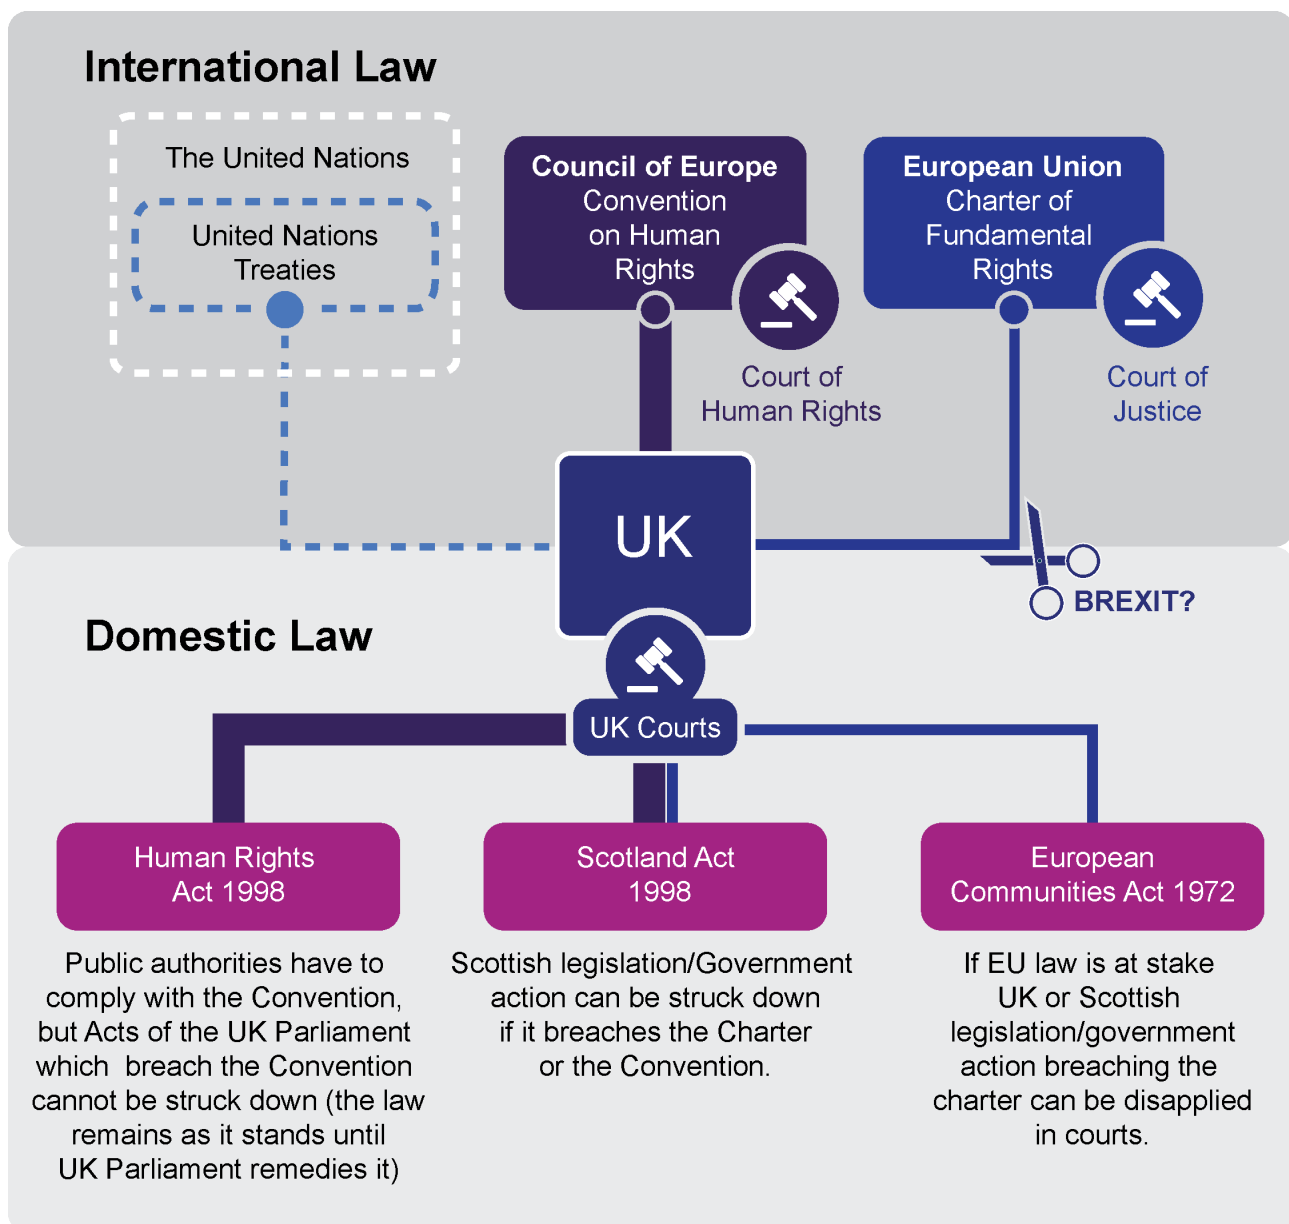 International Law
The United Nations
United Nations
Treaties
Council of Europe
Convention
on Human
Rights
Court of
Human Rights
European Union
Charter of
Fundamental
Rights
Court of
Justice
UK
BREXIT?
Domestic Law
UK Courts
Human Rights
Act 1998
Public authorities have to
comply with the Convention,
but Acts of the UK Parliament
which breach the Convention
cannot be struck down (the law
remains as it stands until
UK Parliament remedies it)
Scotland Act
1998
Scottish legislation/Government
action can be struck down
if it breaches the Charter
or the Convention.
European
Communities Act 1972
If EU law is at stake
UK or Scottish
legislation/government
action breaching the
charter can be disapplied
in courts.